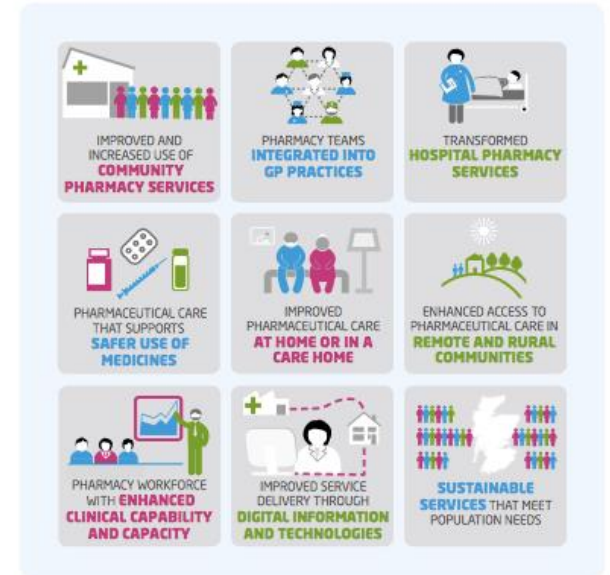 IMPROVED AND
INCREASED USE OF
COMMUNITY
PHARMACY SERVICES
PHARMACY TEAMS
INTEGRATED INTO
GP PRACTICES
TRANSFORMED
HOSPITAL PHARMACY
SERVICES
PHARMACEUTICAL CARE
THAT SUPPORTS
SAFER USE OF
MEDICINES
IMPROVED
PHARMACEUTICAL CARE
AT HOME OR IN A
CARE HOME
ENHANCED ACCESS TO
PHARMACEUTICAL CARE IN
REMOTE AND RURAL
COMMUNITIES
PHARMACY WORKFORCE
WITH ENHANCED
CLINICAL CAPABILITY
AND CAPACITY
IMPROVED SERVICE
DELIVERY THROUGH
DIGITAL INFORMATION
AND TECHNOLOGIES
SUSTAINABLE
SERVICES THAT MEET
POPULATION NEEDS